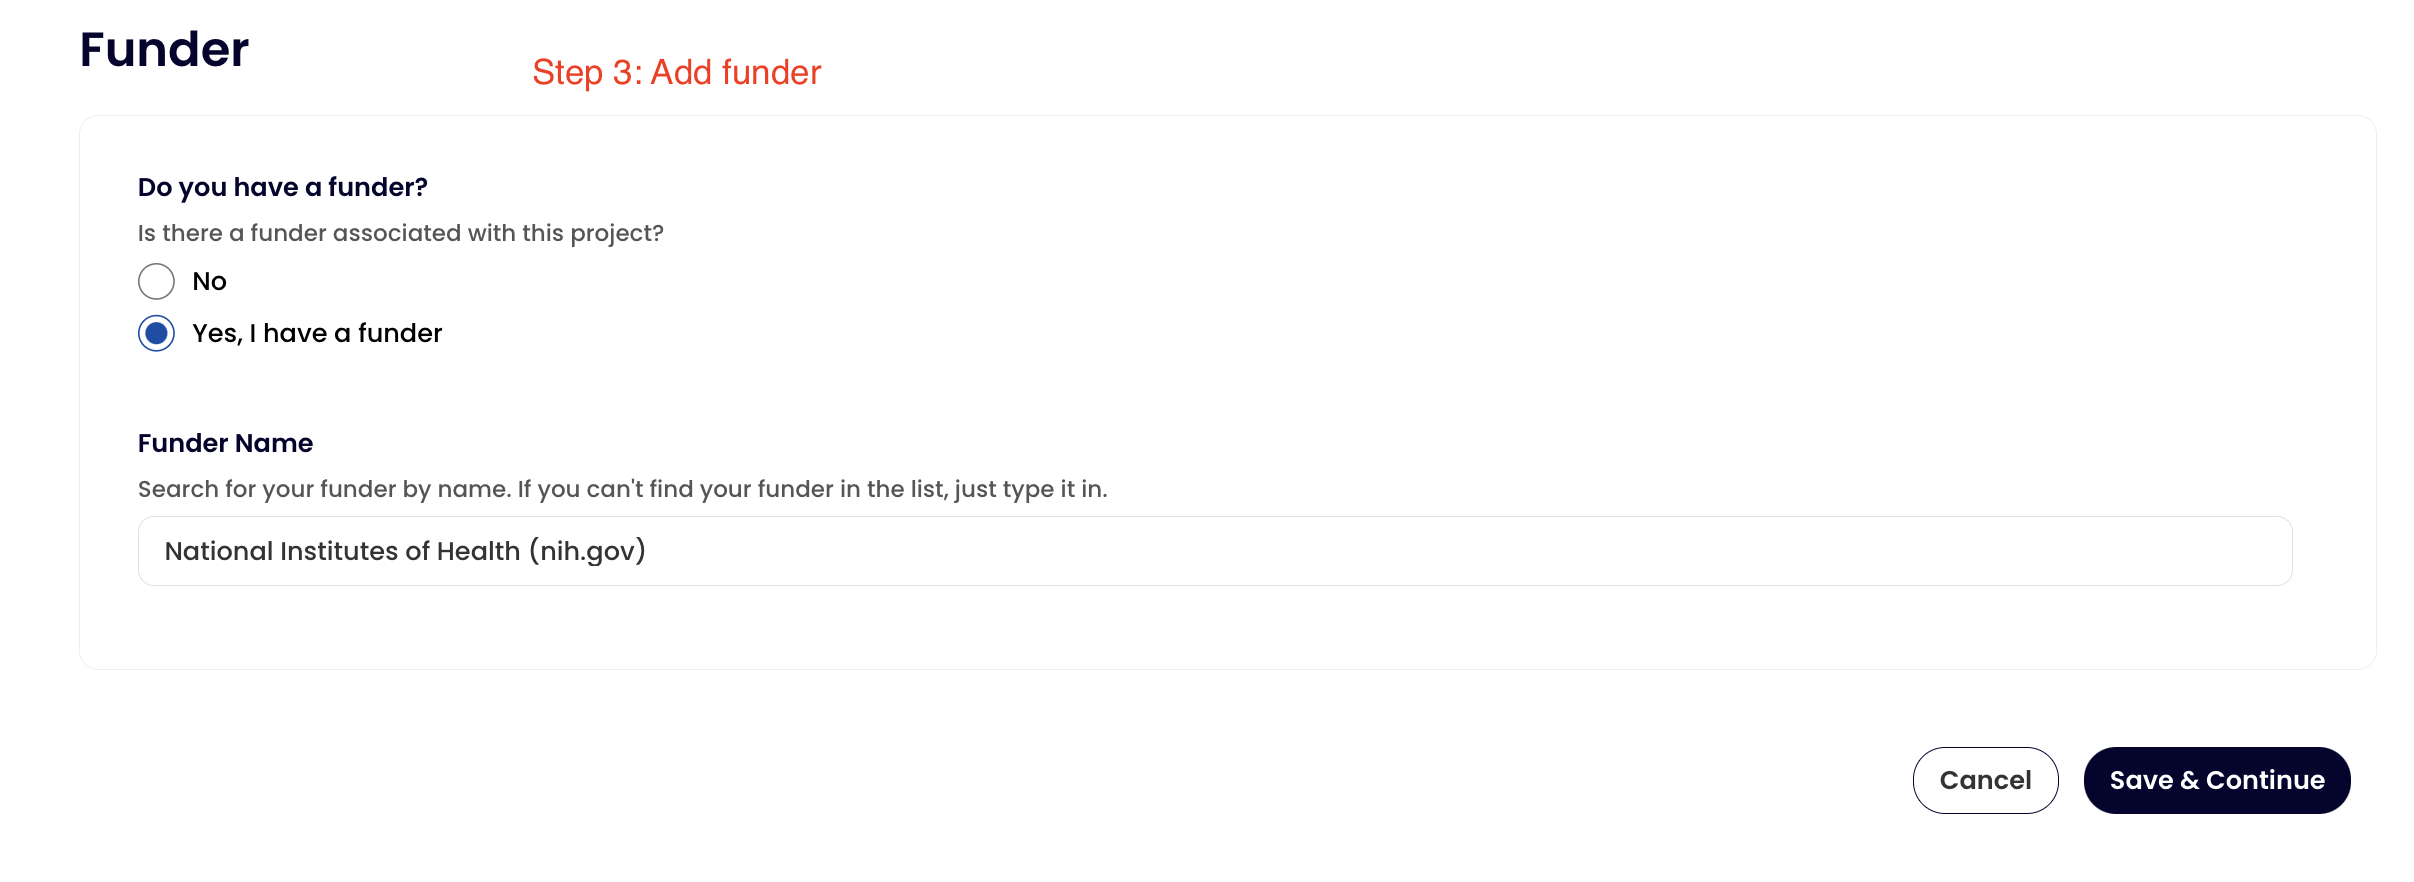 Funder
Step 3: Add funder
Do you have a funder?
Is there a funder associated with this project?
No
Yes, I have a funder
Funder Name
Search for your funder by name. If you can't find your funder in the list, just type it in.
National Institutes of Health (nih.gov)
Cancel
Save & Continue